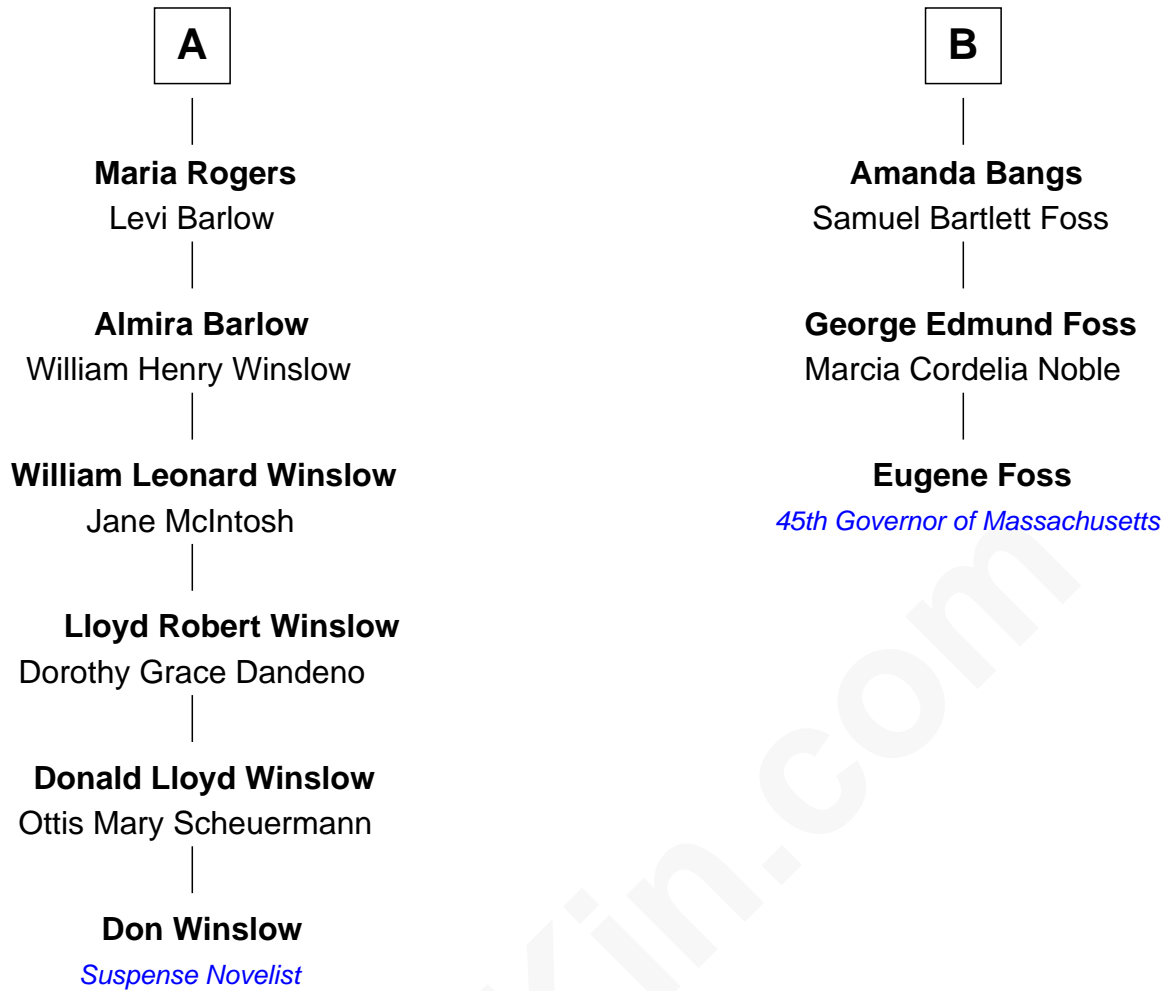 A
Maria Rogers
Levi Barlow
Almira Barlow
William Henry Winslow
William Leonard Winslow
Jane McIntosh
Lloyd Robert Winslow
Dorothy Grace Dandeno
Donald Lloyd Winslow
Ottis Mary Scheuermann
Don Winslow
Suspense Novelist
B
Amanda Bangs
Samuel Bartlett Foss
George Edmund Foss
Marcia Cordelia Noble
Eugene Foss
45th Governor of Massachusetts
Kin.com